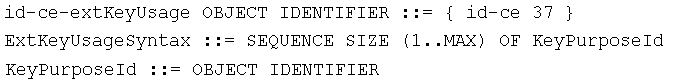 id-ce-extKeyUsage OBJECT IDENTIFIER ::= { id-ce 37 }
ExtKeyUsageSyntax ::= SEQUENCE SIZE (1..MAX) OF KeyPurposeId
KeyPurposeId ::= OBJECT IDENTIFIER